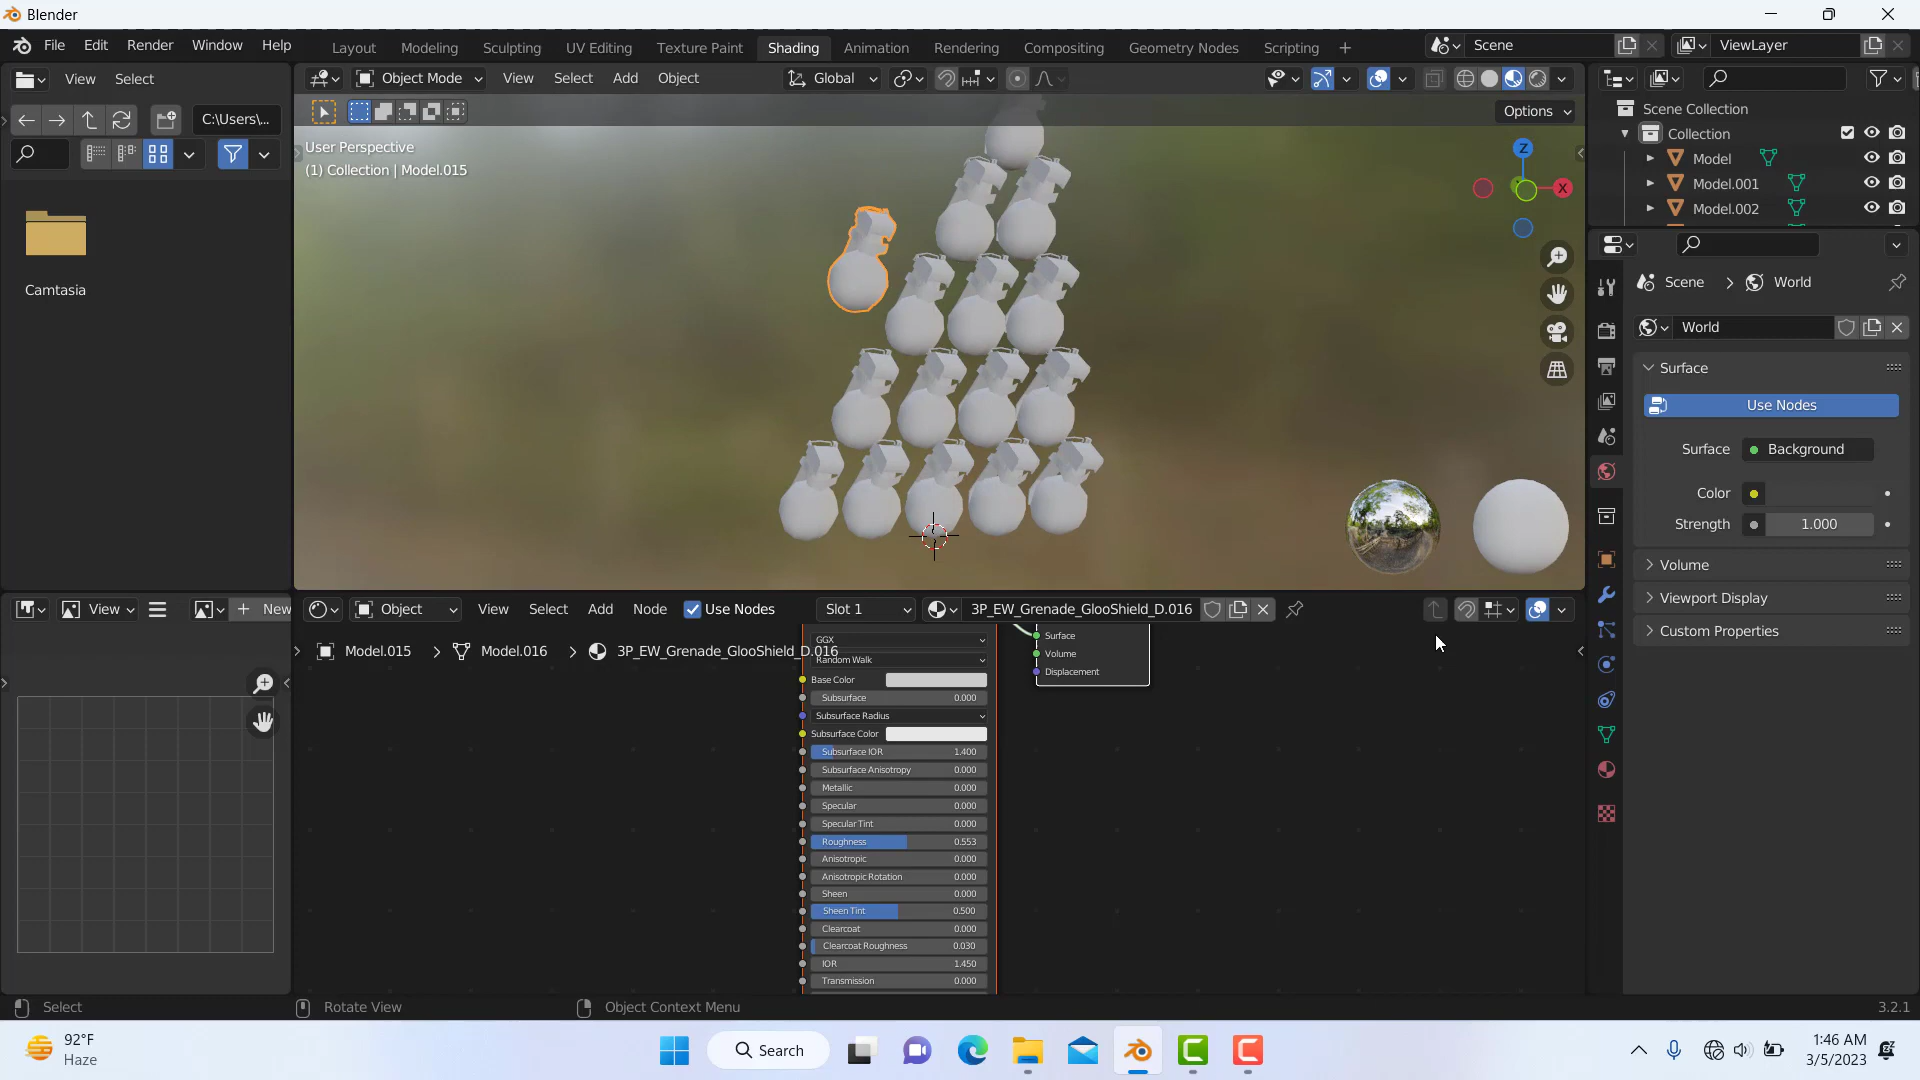 Blender
File Edit Render Window Help
Layout Modeling Sculpting UV Editing Texture Paint Shading Animation Rendering Compositing Geometry Nodes Scripting +
Scene ViewLayer
View Select
Object Mode View Select Add Object Global
C:\Users\...
Options
Camtasia
User Perspective
(1) Collection | Model.015
Z
X
Scene Collection
Collection
Model
Model.001
Model.002
Scene > World
World
Surface
Use Nodes
Surface Background
Color
Strength 1.000
Volume
Viewport Display
Custom Properties
View + New
Object View Select Add Node Use Nodes Slot 1 3P_EW_Grenade_GlooShield_D.016
Model.015 > Model.016 > 3P_EW_Grenade_GlooShield_D.016
GGX
Random Walk
Base Color
Subsurface 0.000
Subsurface Radius
Subsurface Color
Subsurface IOR 1.400
Subsurface Anisotropy 0.000
Metallic 0.000
Specular 0.000
Specular Tint 0.000
Roughness 0.553
Anisotropic 0.000
Anisotropic Rotation 0.000
Sheen 0.000
Sheen Tint 0.500
Clearcoat 0.000
Clearcoat Roughness 0.030
IOR 1.450
Transmission 0.000
Surface
Volume
Displacement
Select Rotate View Object Context Menu 3.2.1
92°F
Haze
Search
1:46 AM
3/5/2023